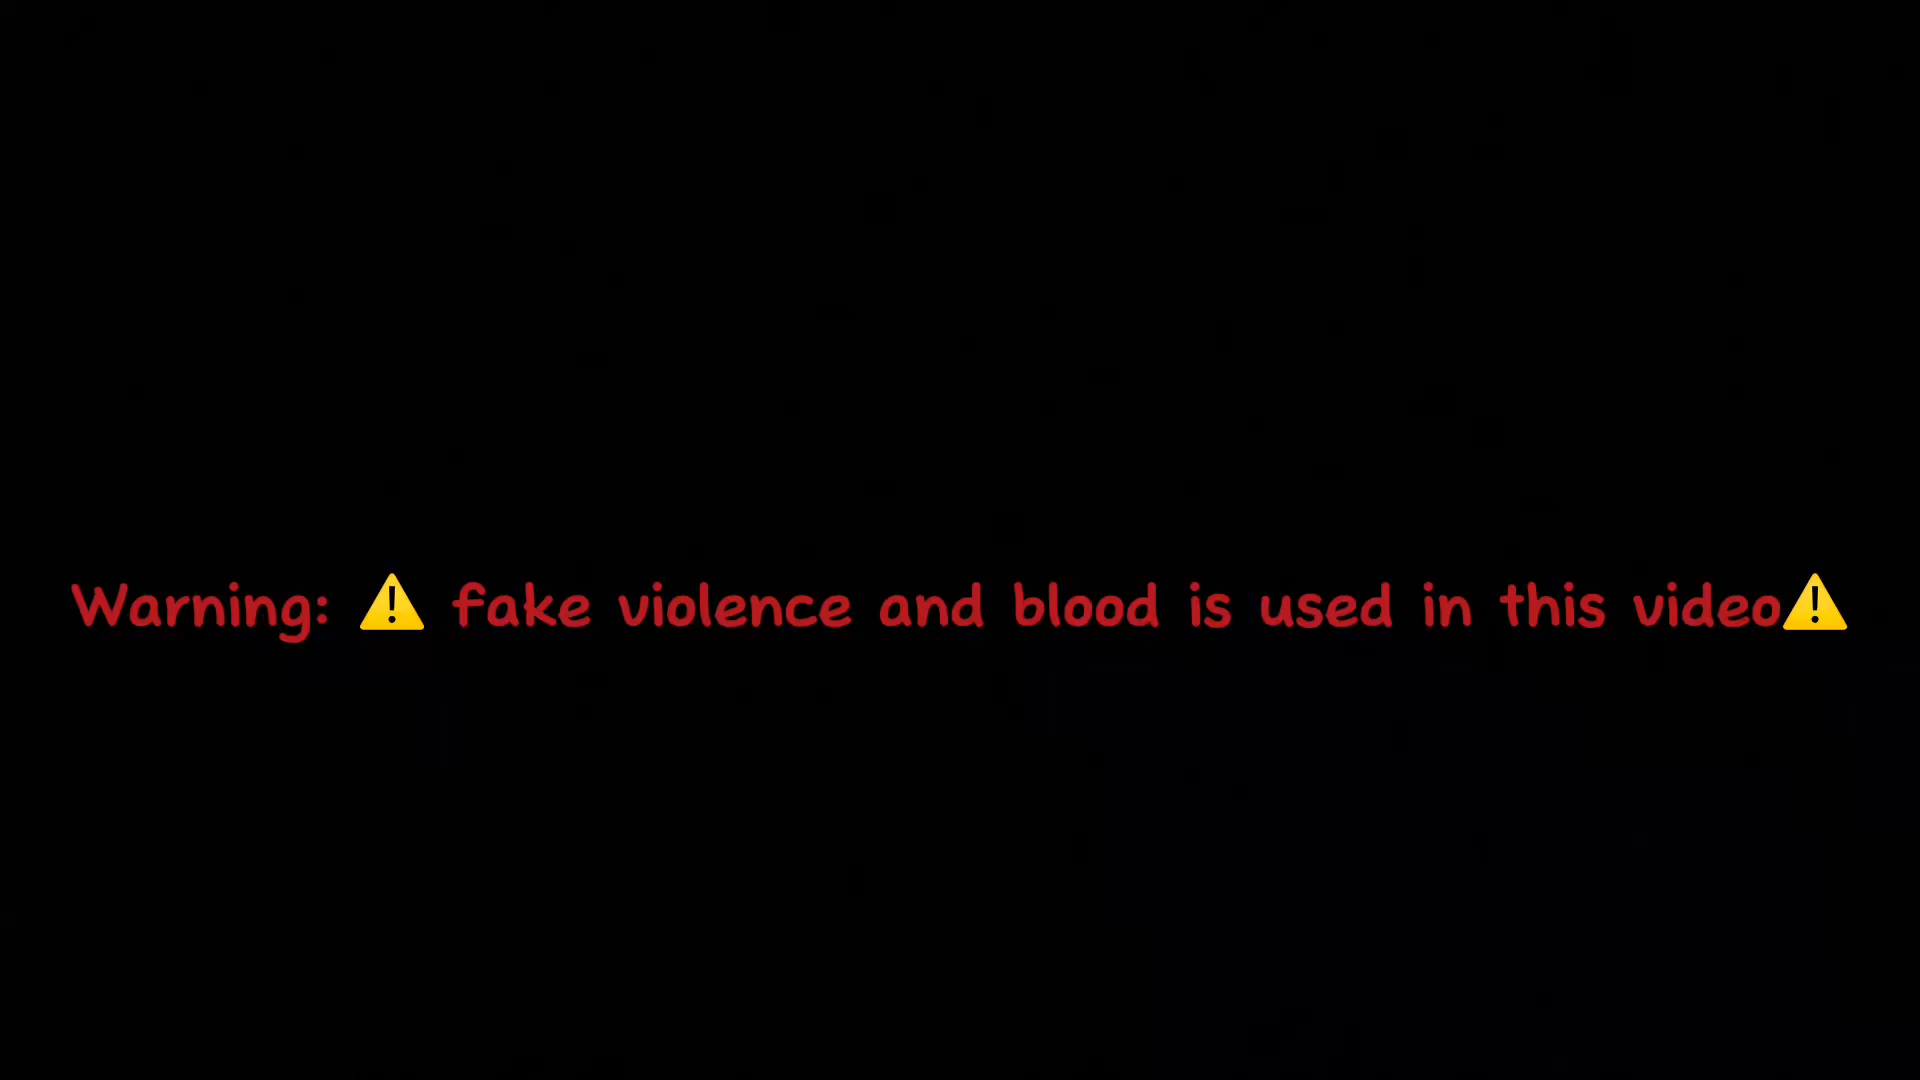 Warning: ⚠️ fake violence and blood is used in this video⚠️